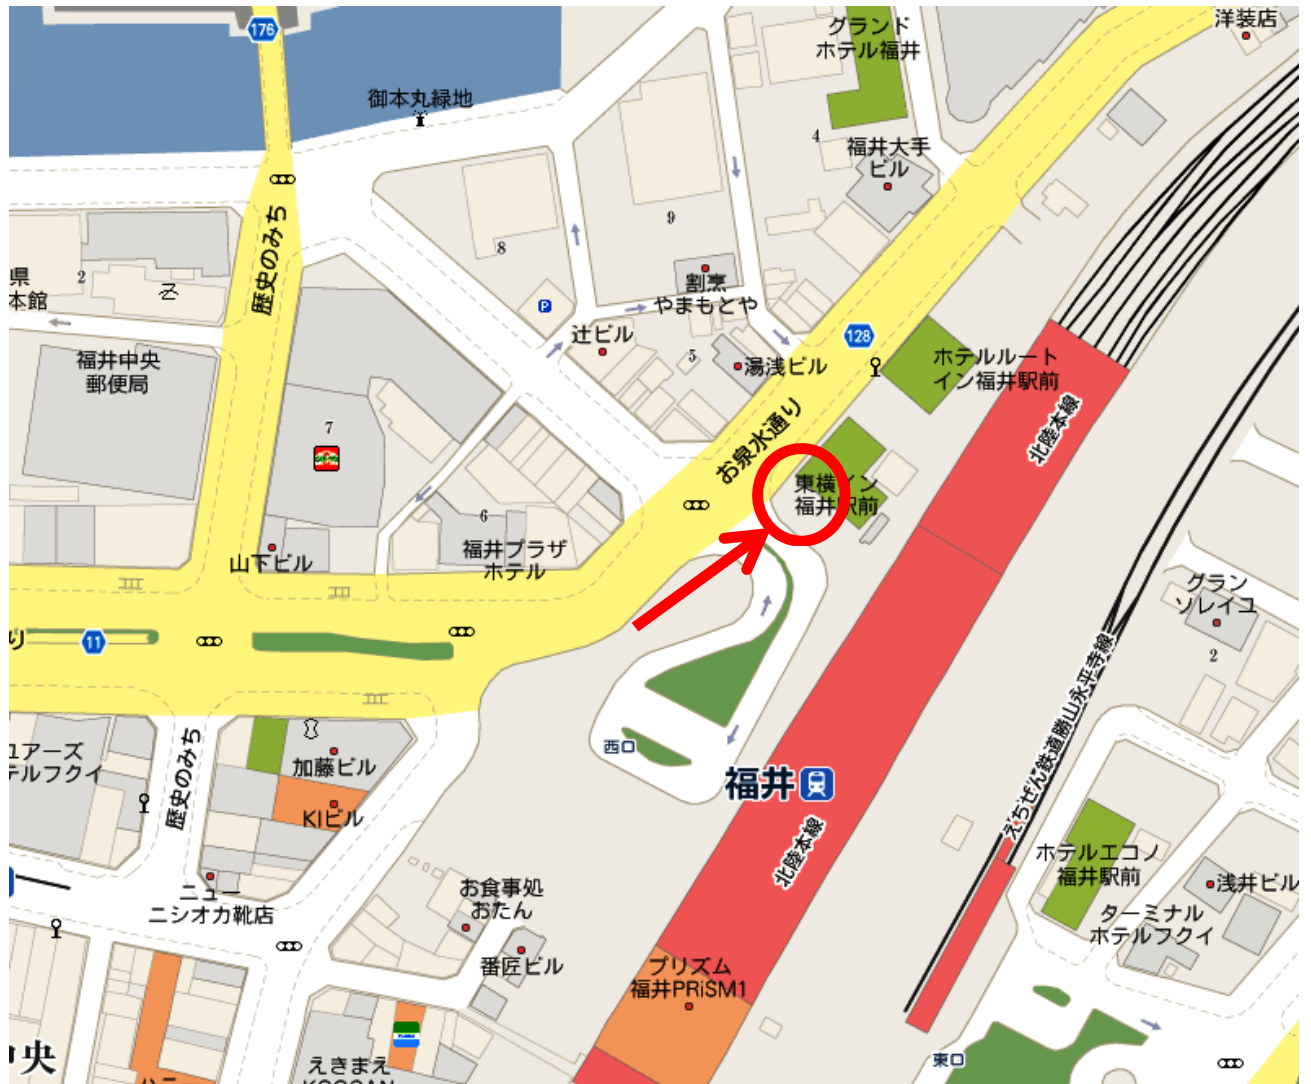 176
洋装店
グランド
ホテル福井
御本丸緑地
4
福井大手
ビル
歴史のみち
9
8
2
県
本館
割烹
やまもとや
P
辻ビル
128
5
湯浅ビル
ホテルルート
イン福井駅前
福井中央
郵便局
7
お泉水通り
北陸本線
東横イン
福井駅前
6
福井プラザ
ホテル
山下ビル
グラン
ソレイユ
り
11
2
えちぜん鉄道勝山永平寺線
西口
ユアーズ
テルフクイ
歴史のみち
加藤ビル
KIビル
福井
北陸本線
ホテルエコノ
福井駅前
浅井ビル
ニュー
ニシオカ靴店
お食事処
おたん
ターミナル
ホテルフクイ
番匠ビル
プリズム
福井PRiSM1
央
えきまえ
東口